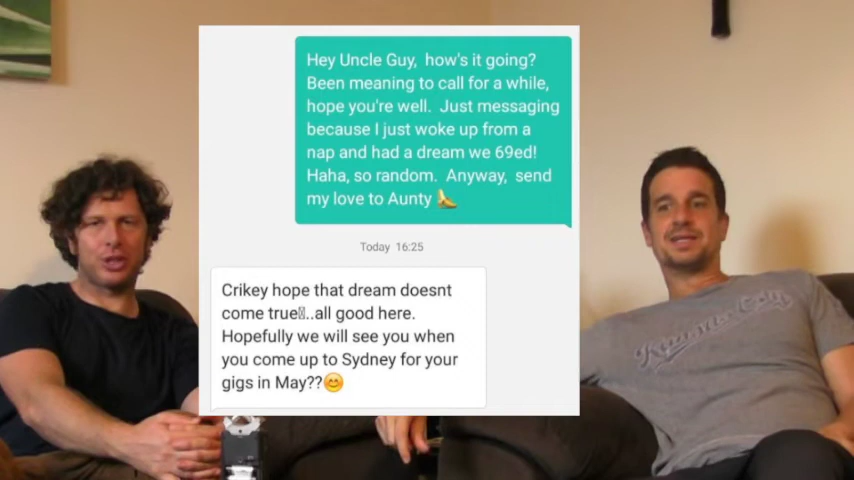 Hey Uncle Guy, how's it going?
Been meaning to call for a while,
hope you're well. Just messaging
because I just woke up from a
nap and had a dream we 69ed!
Haha, so random. Anyway, send
my love to Aunty 🍌
Today 16:25
Crikey hope that dream doesnt
come true▯..all good here.
Hopefully we will see you when
you come up to Sydney for your
gigs in May??😊